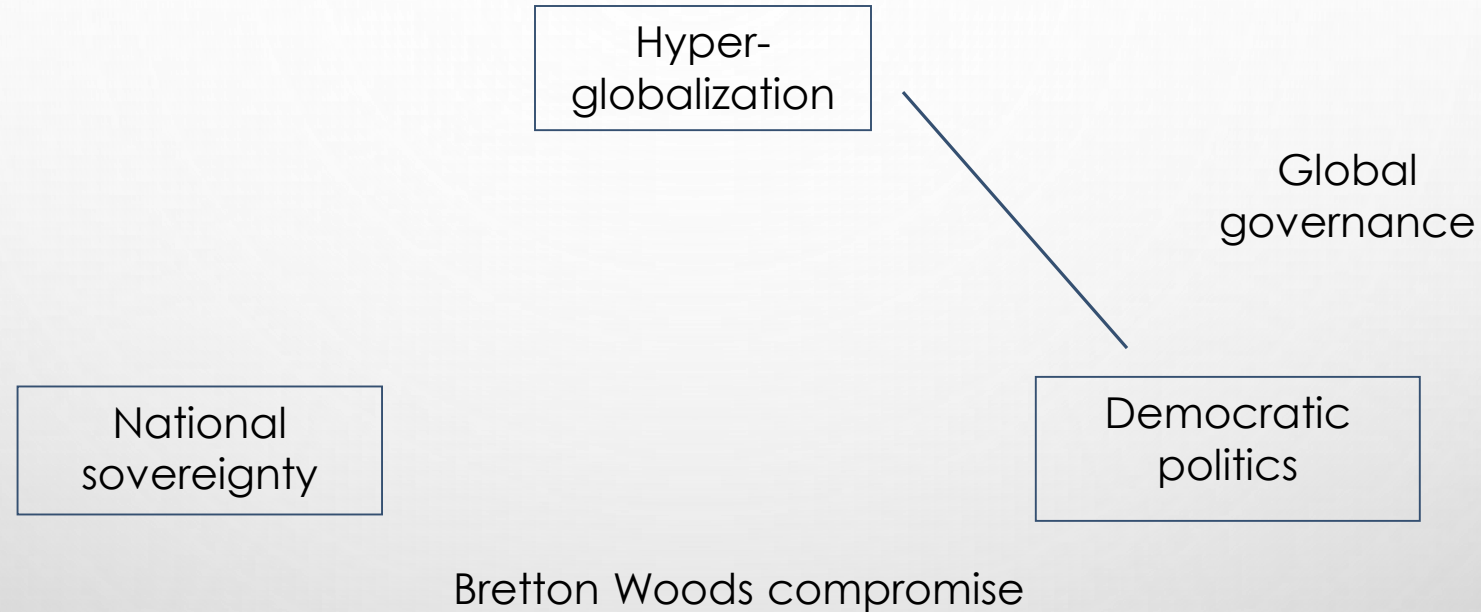 Hyper-
globalization
Global
governance
National
sovereignty
Democratic
politics
Bretton Woods compromise